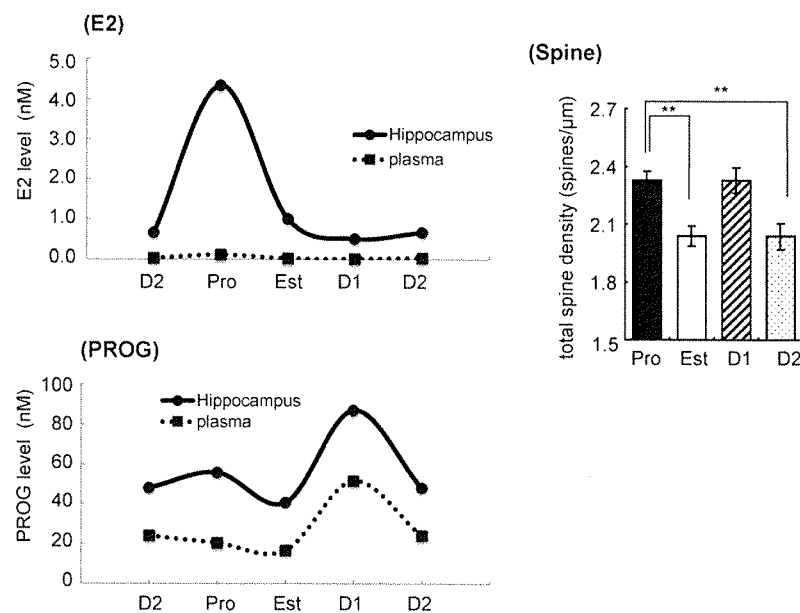 (E2)
E2 level (nM)
5.0
4.0
3.0
2.0
1.0
0.0
Hippocampus
plasma
D2 Pro Est D1 D2
(Spine)
total spine density (spines/µm)
**
**
2.7
2.4
2.1
1.8
1.5
Pro Est D1 D2
(PROG)
PROG level (nM)
100
80
60
40
20
0
Hippocampus
plasma
D2 Pro Est D1 D2